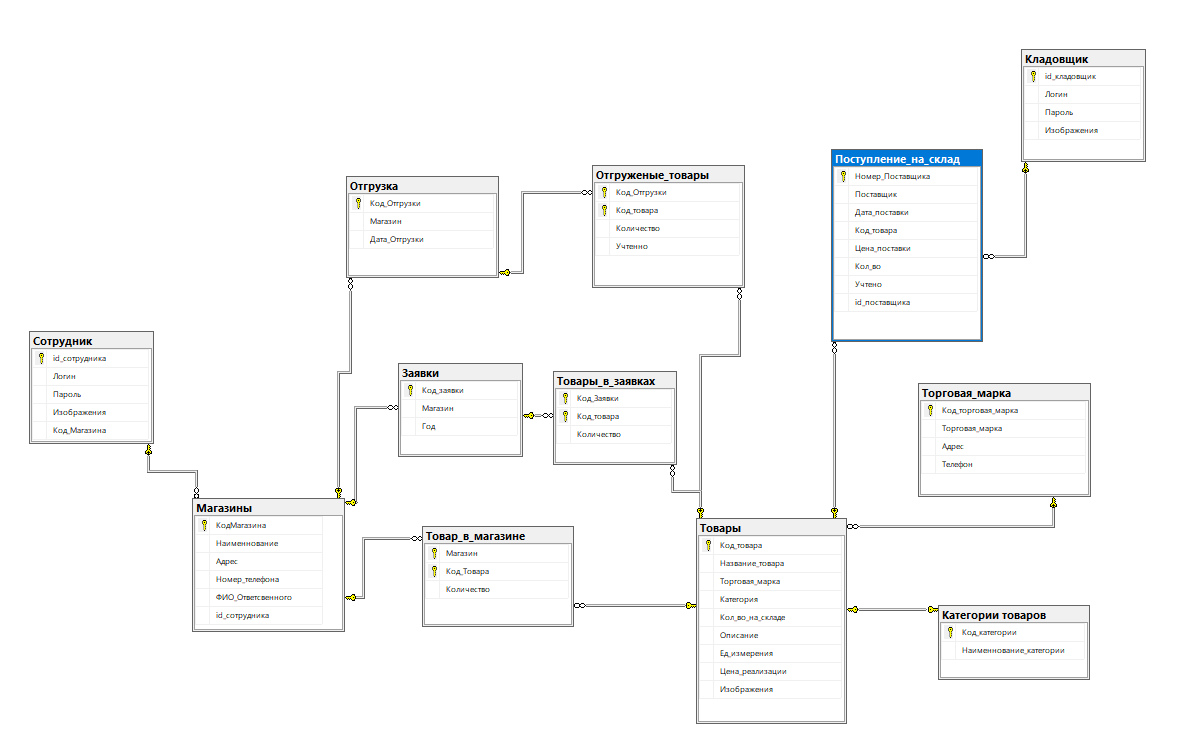 Кладовщик
id_кладовщик
Логин
Пароль
Изображения
Поступление_на_склад
Номер_Поставщика
Поставщик
Дата_поставки
Код_товара
Цена_поставки
Кол_во
Учтено
id_поставщика
Отгруженые_товары
Код_Отгрузки
Код_товара
Количество
Учтенно
Отгрузка
Код_Отгрузки
Магазин
Дата_Отгрузки
Сотрудник
id_сотрудника
Логин
Пароль
Изображения
Код_Магазина
Заявки
Код_заявки
Магазин
Год
Товары_в_заявках
Код_Заявки
Код_товара
Количество
Торговая_марка
Код_торговая_марка
Торговая_марка
Адрес
Телефон
Магазины
КодМагазина
Наименнование
Адрес
Номер_телефона
ФИО_Ответсвенного
id_сотрудника
Товар_в_магазине
Магазин
Код_Товара
Количество
Товары
Код_товара
Название_товара
Торговая_марка
Категория
Кол_во_на_складе
Описание
Ед_измерения
Цена_реализации
Изображения
Категории товаров
Код_категории
Наименнование_категории